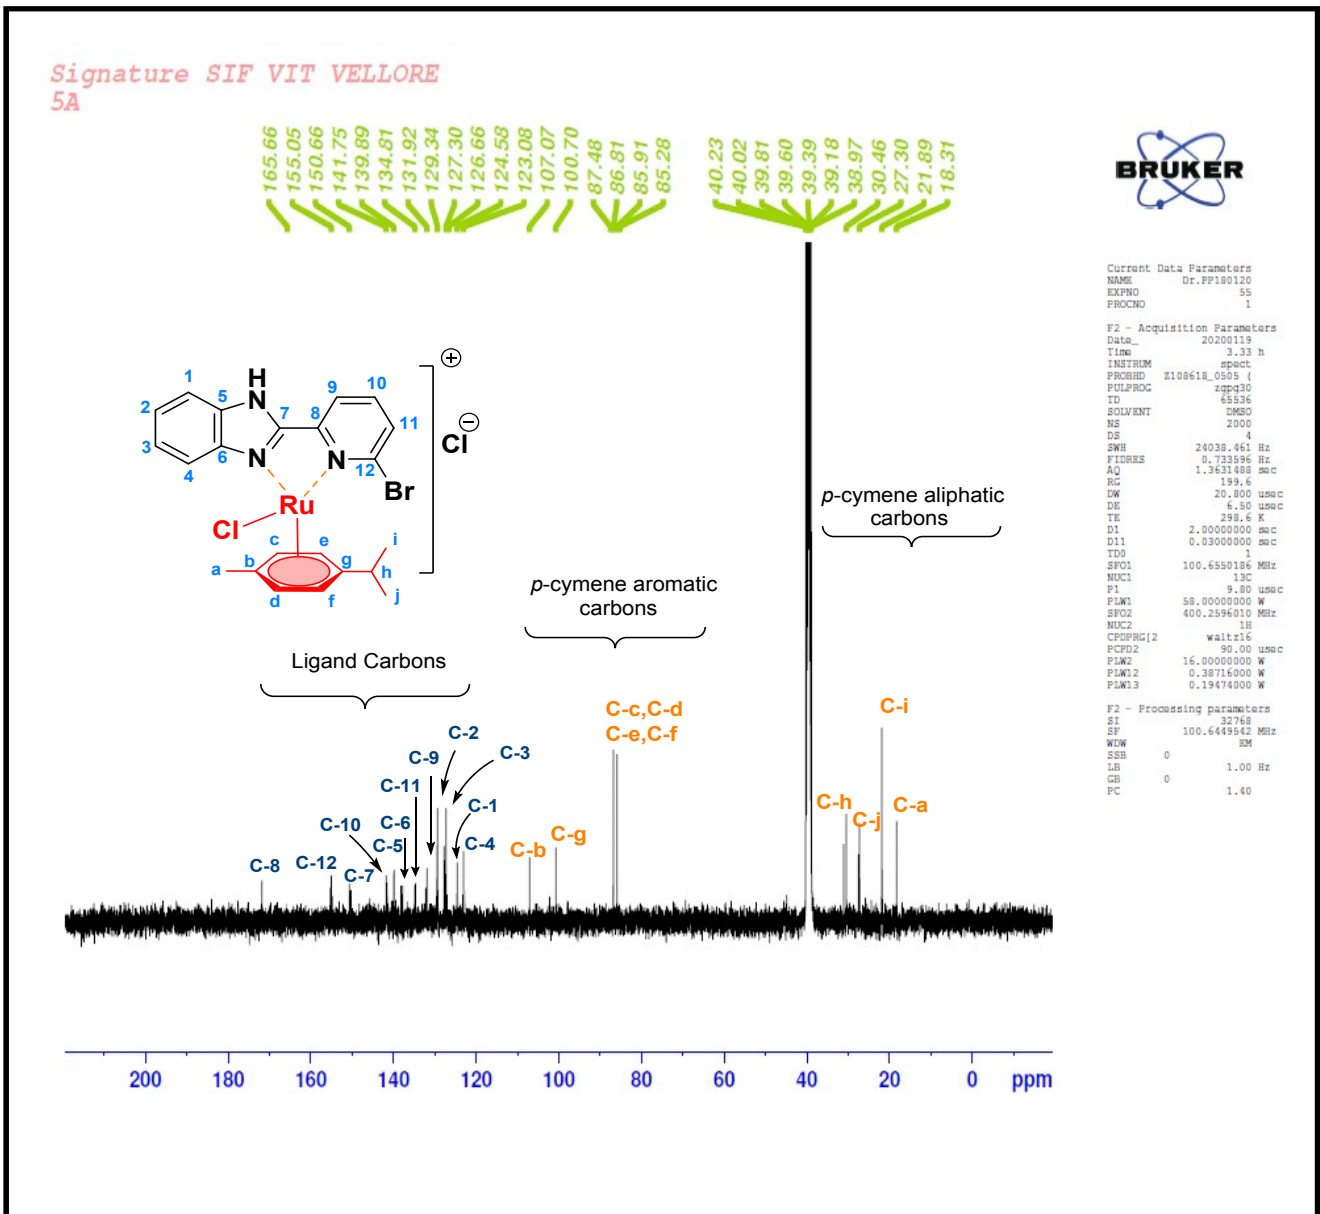 Signature SIF VIT VELLORE
5A
165.66
155.05
150.66
141.75
139.89
134.81
131.92
129.34
127.30
126.66
124.58
123.08
107.07
100.70
87.48
86.81
85.91
85.28
40.23
40.02
39.81
39.60
39.39
39.18
38.97
30.46
27.30
21.89
18.31
BRUKER
Current Data Parameters
NAME Dr.PP180120
EXPNO 55
PROCNO 1
F2 - Acquisition Parameters
Date_ 20200119
Time 3.33 h
INSTRUM spect
PROBHD Z108618_0505 (
PULPROG zgpg30
TD 65536
SOLVENT DMSO
NS 2000
DS 4
SWH 24038.461 Hz
FIDRES 0.733596 Hz
AQ 1.3631488 sec
RG 199.6
DW 20.800 usec
DE 6.50 usec
TE 298.6 K
D1 2.00000000 sec
D11 0.03000000 sec
TD0 1
SFO1 100.6550186 MHz
NUC1 13C
P1 9.80 usec
PLW1 58.00000000 W
SFO2 400.2596010 MHz
NUC2 1H
CPDPRG[2 waltz16
PCPD2 90.00 usec
PLW2 16.00000000 W
PLW12 0.38716000 W
PLW13 0.19474000 W
F2 - Processing parameters
SI 32768
SF 100.6449542 MHz
WDW EM
SSB 0
LB 1.00 Hz
GB 0
PC 1.40
1
H
N
9
10
2
5
7
8
11
3
6
N
N
12
4
Br
Ru
Cl
c
e
i
a
b
g
h
d
f
j
+
Cl
−
Ligand Carbons
p-cymene aromatic
carbons
p-cymene aliphatic
carbons
C-8
C-12
C-7
C-10
C-5
C-6
C-11
C-9
C-2
C-3
C-1
C-4
C-b
C-g
C-c,C-d
C-e,C-f
C-h
C-j
C-i
C-a
200 180 160 140 120 100 80 60 40 20 0 ppm